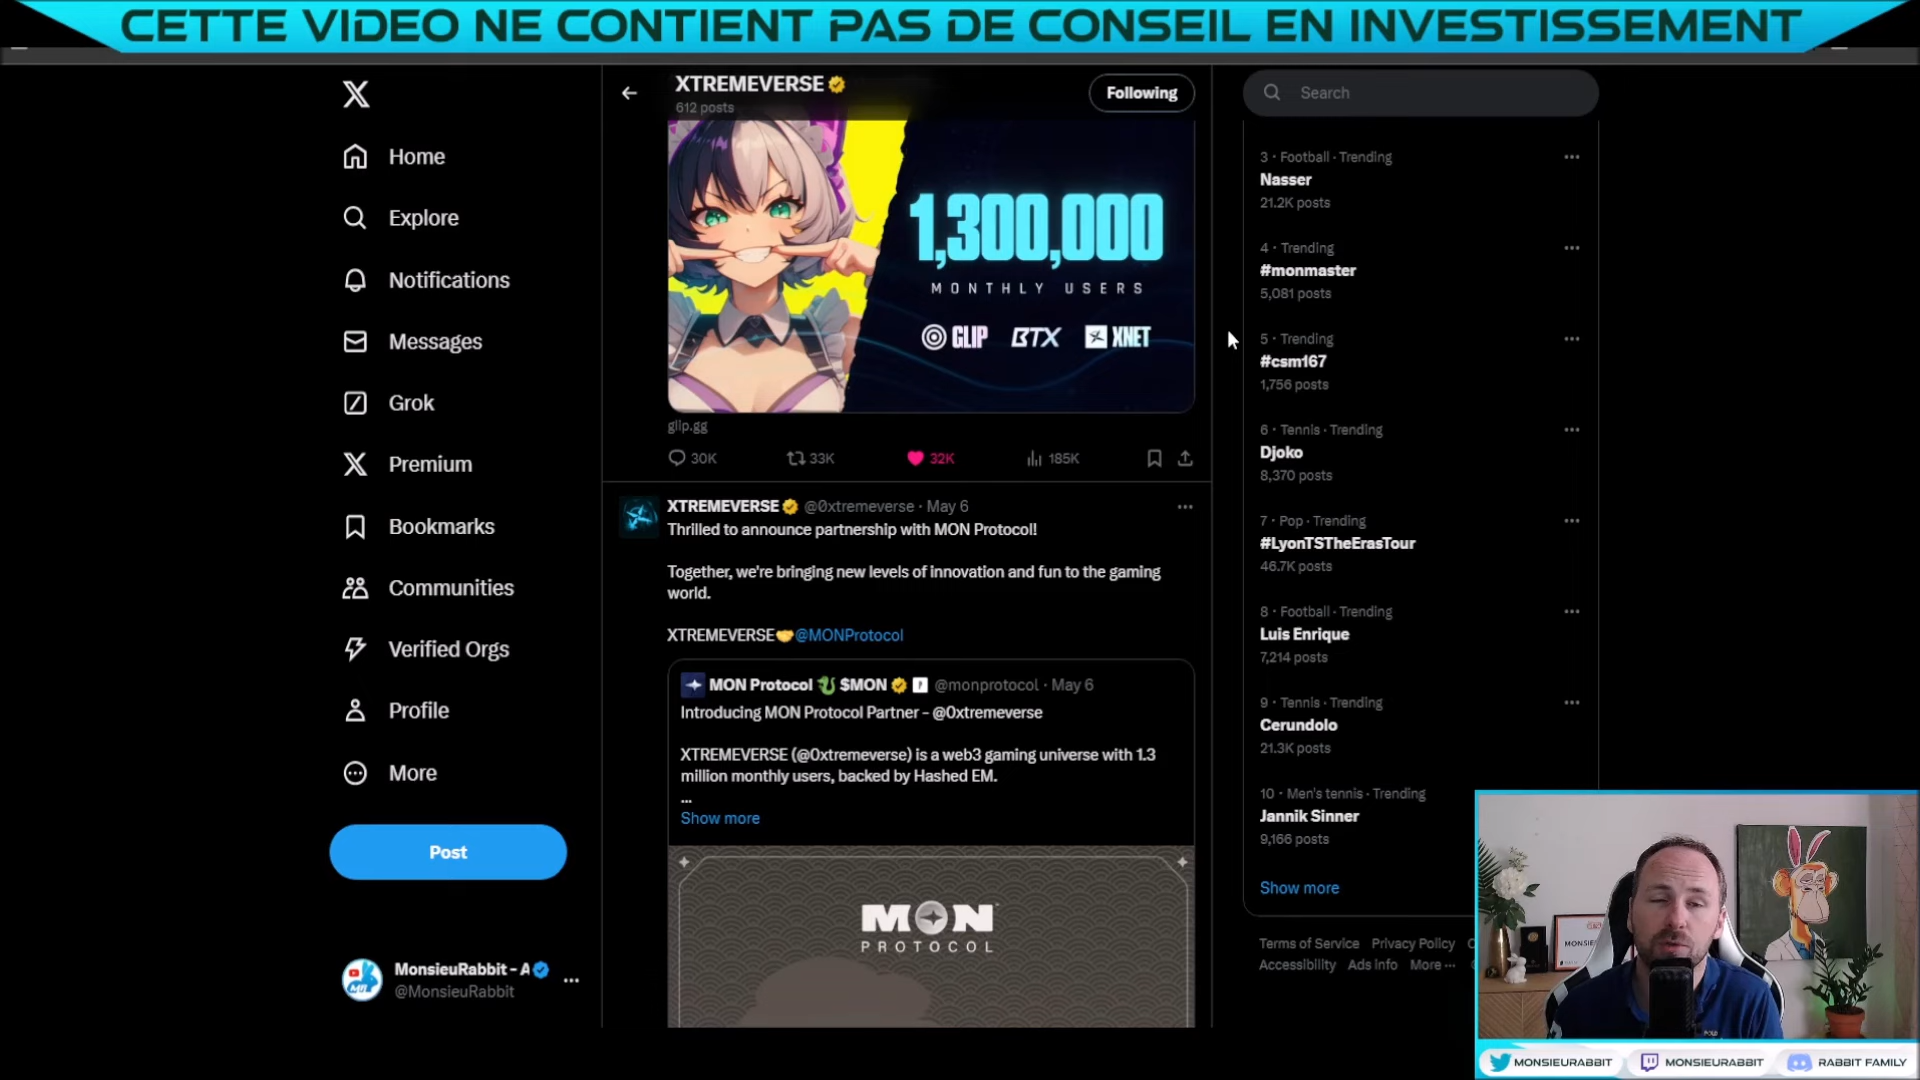 CETTE VIDEO NE CONTIENT PAS DE CONSEIL EN INVESTISSEMENT
Home
Explore
Notifications
Messages
Grok
Premium
Bookmarks
Communities
Verified Orgs
Profile
More
Post
MonsieuRabbit - A
@MonsieuRabbit
XTREMEVERSE
612 posts
Following
1,300,000
MONTHLY USERS
GLIP BTX XNET
glip.gg
30K 33K 32K 185K
XTREMEVERSE @0xtremeverse · May 6
Thrilled to announce partnership with MON Protocol!
Together, we're bringing new levels of innovation and fun to the gaming
world.
XTREMEVERSE🤝@MONProtocol
MON Protocol 🐉 $MON @monprotocol · May 6
Introducing MON Protocol Partner - @0xtremeverse
XTREMEVERSE (@0xtremeverse) is a web3 gaming universe with 1.3
million monthly users, backed by Hashed EM.
...
Show more
MON
PROTOCOL
Search
3 · Football · Trending
Nasser
21.2K posts
4 · Trending
#monmaster
5,081 posts
5 · Trending
#csm167
1,756 posts
6 · Tennis · Trending
Djoko
8,370 posts
7 · Pop · Trending
#LyonTSTheErasTour
46.7K posts
8 · Football · Trending
Luis Enrique
7,214 posts
9 · Tennis · Trending
Cerundolo
21.3K posts
10 · Men's tennis · Trending
Jannik Sinner
9,166 posts
Show more
Terms of Service Privacy Policy
Accessibility Ads info More ...
MONSIEURABBIT MONSIEURABBIT RABBIT FAMILY